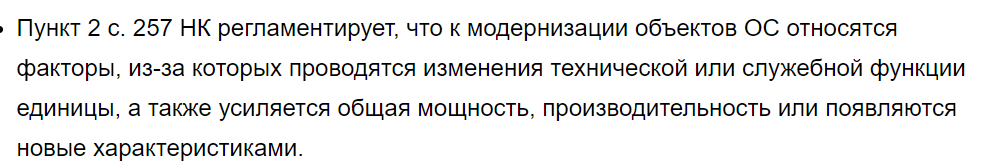 Пункт 2 с. 257 НК регламентирует, что к модернизации объектов ОС относятся
факторы, из-за которых проводятся изменения технической или служебной функции
единицы, а также усиляется общая мощность, производительность или появляются
новые характеристиками.